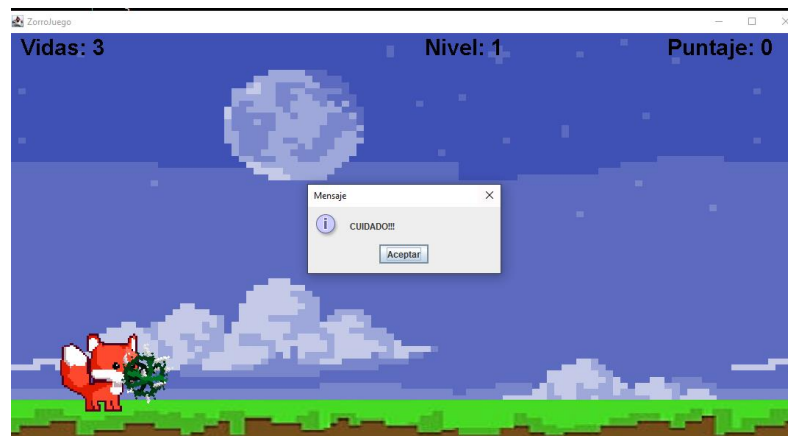 ZorroJuego
Vidas: 3
Nivel: 1
Puntaje: 0
Mensaje
CUIDADO!!!
Aceptar